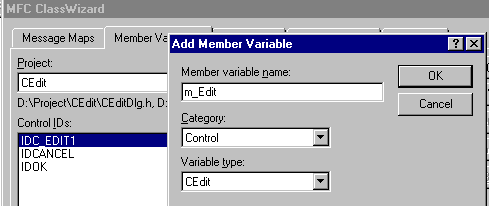 MFC ClassWizard
Message Maps
Member Va
Add Member Variable
Project:
CEdit
D:\Project\CEdit\CEditDlg.h, D:
Control IDs:
IDC_EDIT1
IDCANCEL
IDOK
Member variable name:
m_Edit
Category:
Control
Variable type:
CEdit
OK
Cancel